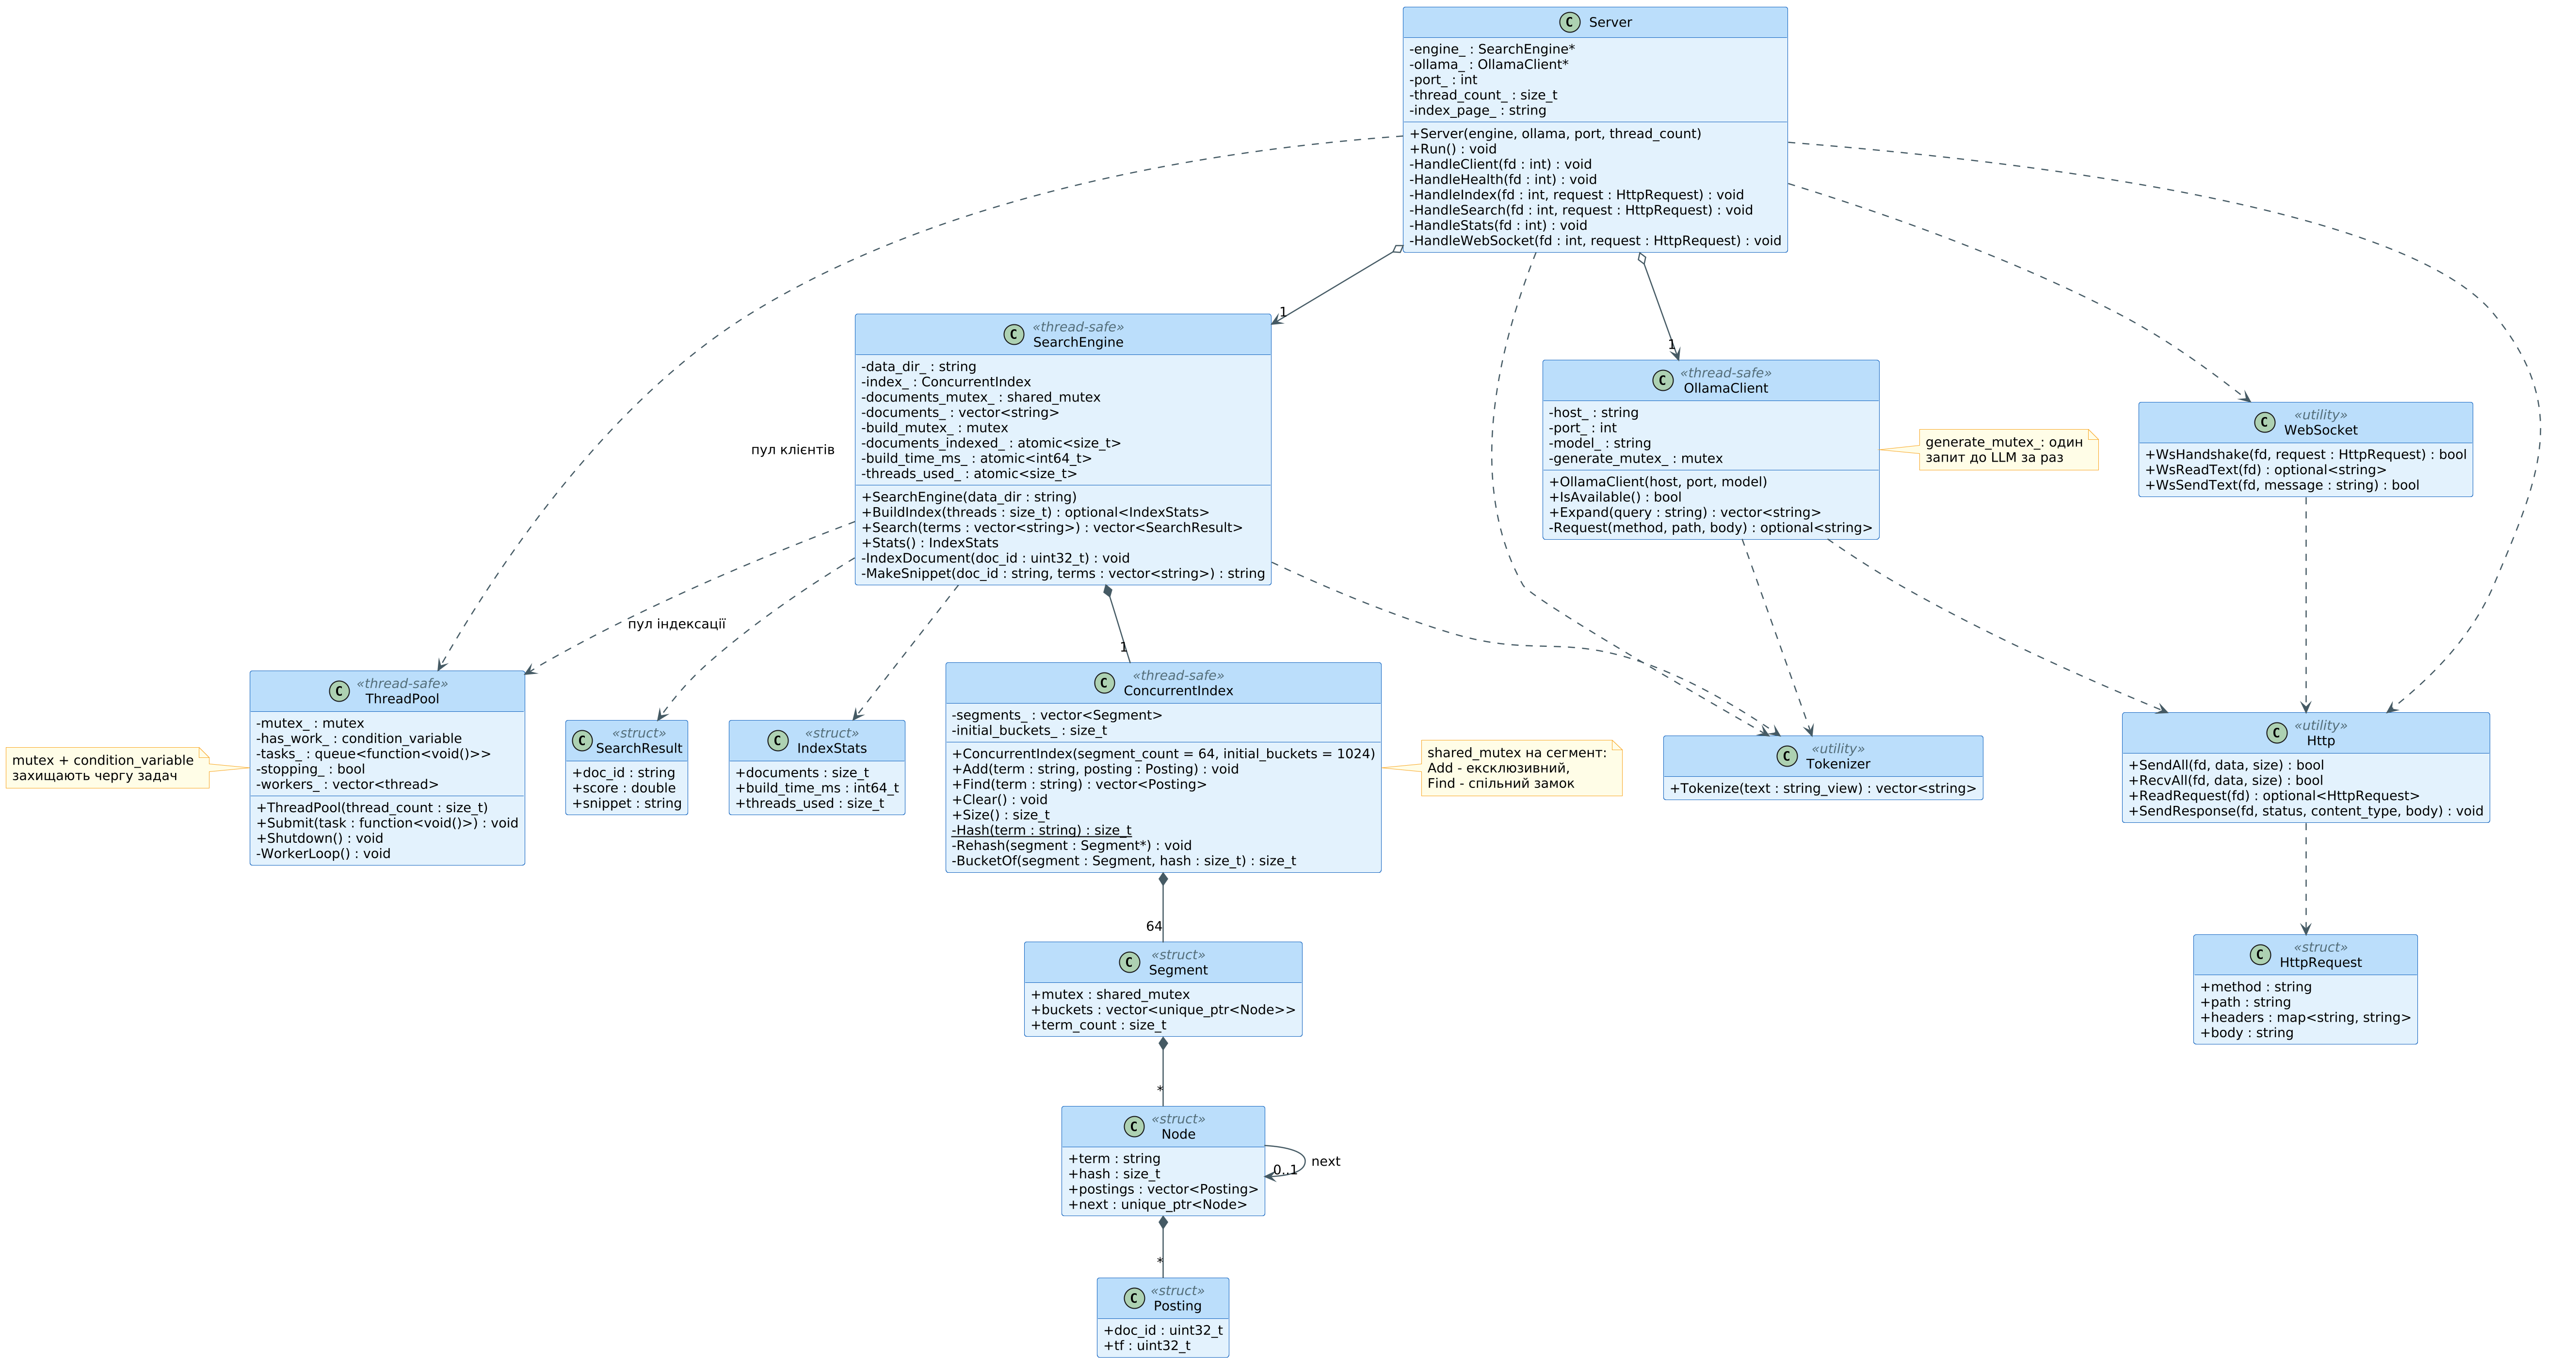 C Server
-engine_ : SearchEngine*
-ollama_ : OllamaClient*
-port_ : int
-thread_count_ : size_t
-index_page_ : string
+Server(engine, ollama, port, thread_count)
+Run() : void
-HandleClient(fd : int) : void
-HandleHealth(fd : int) : void
-HandleIndex(fd : int, request : HttpRequest) : void
-HandleSearch(fd : int, request : HttpRequest) : void
-HandleStats(fd : int) : void
-HandleWebSocket(fd : int, request : HttpRequest) : void
1
1
пул клієнтів
C «thread-safe»
SearchEngine
-data_dir_ : string
-index_ : ConcurrentIndex
-documents_mutex_ : shared_mutex
-documents_ : vector<string>
-build_mutex_ : mutex
-documents_indexed_ : atomic<size_t>
-build_time_ms_ : atomic<int64_t>
-threads_used_ : atomic<size_t>
+SearchEngine(data_dir : string)
+BuildIndex(threads : size_t) : optional<IndexStats>
+Search(terms : vector<string>) : vector<SearchResult>
+Stats() : IndexStats
-IndexDocument(doc_id : uint32_t) : void
-MakeSnippet(doc_id : string, terms : vector<string>) : string
C «thread-safe»
OllamaClient
-host_ : string
-port_ : int
-model_ : string
-generate_mutex_ : mutex
+OllamaClient(host, port, model)
+IsAvailable() : bool
+Expand(query : string) : vector<string>
-Request(method, path, body) : optional<string>
generate_mutex_: один
запит до LLM за раз
C «utility»
WebSocket
+WsHandshake(fd, request : HttpRequest) : bool
+WsReadText(fd) : optional<string>
+WsSendText(fd, message : string) : bool
пул індексації
1
mutex + condition_variable
захищають чергу задач
C «thread-safe»
ThreadPool
-mutex_ : mutex
-has_work_ : condition_variable
-tasks_ : queue<function<void()>>
-stopping_ : bool
-workers_ : vector<thread>
+ThreadPool(thread_count : size_t)
+Submit(task : function<void()>) : void
+Shutdown() : void
-WorkerLoop() : void
C «struct»
SearchResult
+doc_id : string
+score : double
+snippet : string
C «struct»
IndexStats
+documents : size_t
+build_time_ms : int64_t
+threads_used : size_t
C «thread-safe»
ConcurrentIndex
-segments_ : vector<Segment>
-initial_buckets_ : size_t
+ConcurrentIndex(segment_count = 64, initial_buckets = 1024)
+Add(term : string, posting : Posting) : void
+Find(term : string) : vector<Posting>
+Clear() : void
+Size() : size_t
-Hash(term : string) : size_t
-Rehash(segment : Segment*) : void
-BucketOf(segment : Segment, hash : size_t) : size_t
shared_mutex на сегмент:
Add - ексклюзивний,
Find - спільний замок
C «utility»
Tokenizer
+Tokenize(text : string_view) : vector<string>
C «utility»
Http
+SendAll(fd, data, size) : bool
+RecvAll(fd, data, size) : bool
+ReadRequest(fd) : optional<HttpRequest>
+SendResponse(fd, status, content_type, body) : void
64
C «struct»
Segment
+mutex : shared_mutex
+buckets : vector<unique_ptr<Node>>
+term_count : size_t
C «struct»
HttpRequest
+method : string
+path : string
+headers : map<string, string>
+body : string
*
C «struct»
Node
+term : string
+hash : size_t
+postings : vector<Posting>
+next : unique_ptr<Node>
0..1
next
*
C «struct»
Posting
+doc_id : uint32_t
+tf : uint32_t